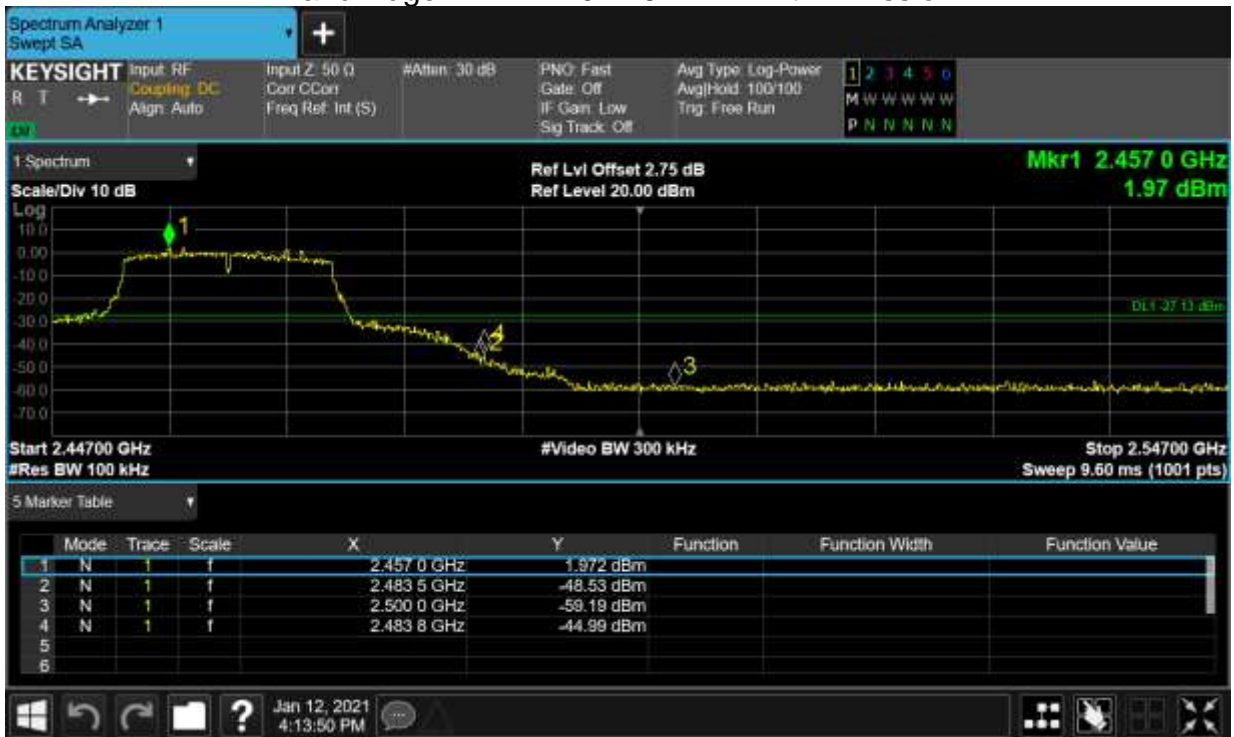 Spectrum Analyzer 1
Swept SA
+
KEYSIGHT Input: RF Input Z: 50 Ω #Atten: 30 dB PNO: Fast Avg Type: Log-Power 1 2 3 4 5 6
R T Coupling: DC Corr CCorr Gate: Off Avg|Hold: 100/100 M W W W W W
Align: Auto Freq Ref: Int (S) IF Gain: Low Trig: Free Run P N N N N N
Sig Track: Off
1 Spectrum Ref Lvl Offset 2.75 dB Mkr1 2.457 0 GHz
Scale/Div 10 dB Ref Level 20.00 dBm 1.97 dBm
Log
10.0
1
0.00
-10.0
-20.0
DL1 -27.13 dBm
-30.0
-40.0
4
2
-50.0
3
-60.0
-70.0
Start 2.44700 GHz #Video BW 300 kHz Stop 2.54700 GHz
#Res BW 100 kHz Sweep 9.60 ms (1001 pts)
5 Marker Table
Mode Trace Scale X Y Function Function Width Function Value
1 N 1 f 2.457 0 GHz 1.972 dBm
2 N 1 f 2.483 5 GHz -48.53 dBm
3 N 1 f 2.500 0 GHz -59.19 dBm
4 N 1 f 2.483 8 GHz -44.99 dBm
5
6
? Jan 12, 2021
4:13:50 PM